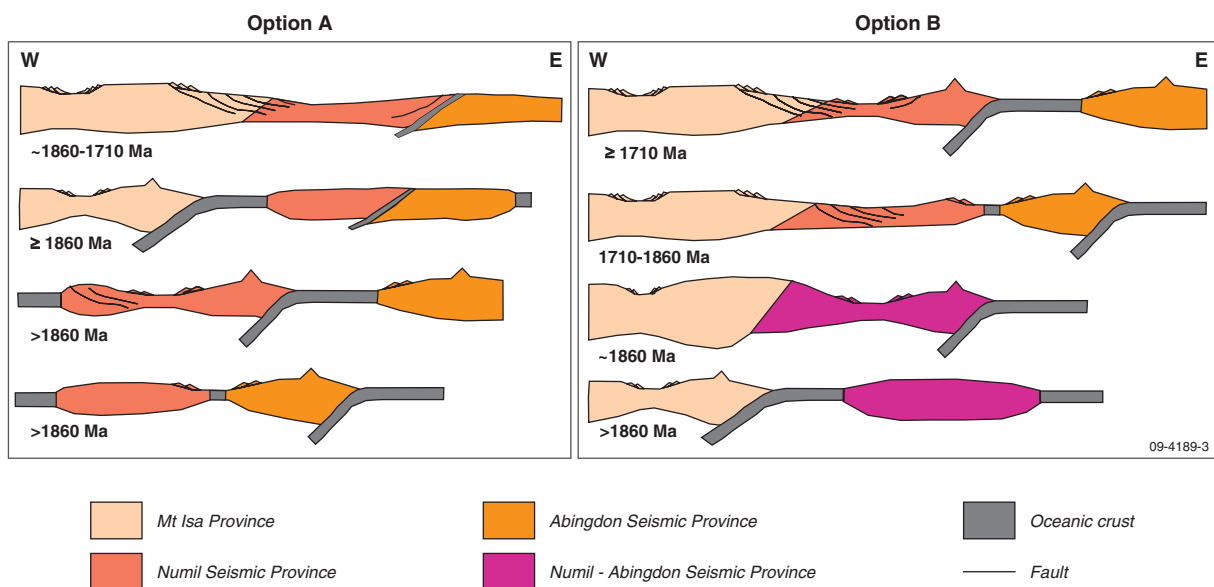 Option A
Option B
W
E
~1860-1710 Ma
≥ 1860 Ma
>1860 Ma
>1860 Ma
W
E
≥ 1710 Ma
1710-1860 Ma
~1860 Ma
>1860 Ma
09-4189-3
Mt Isa Province
Abingdon Seismic Province
Oceanic crust
Numil Seismic Province
Numil - Abingdon Seismic Province
Fault